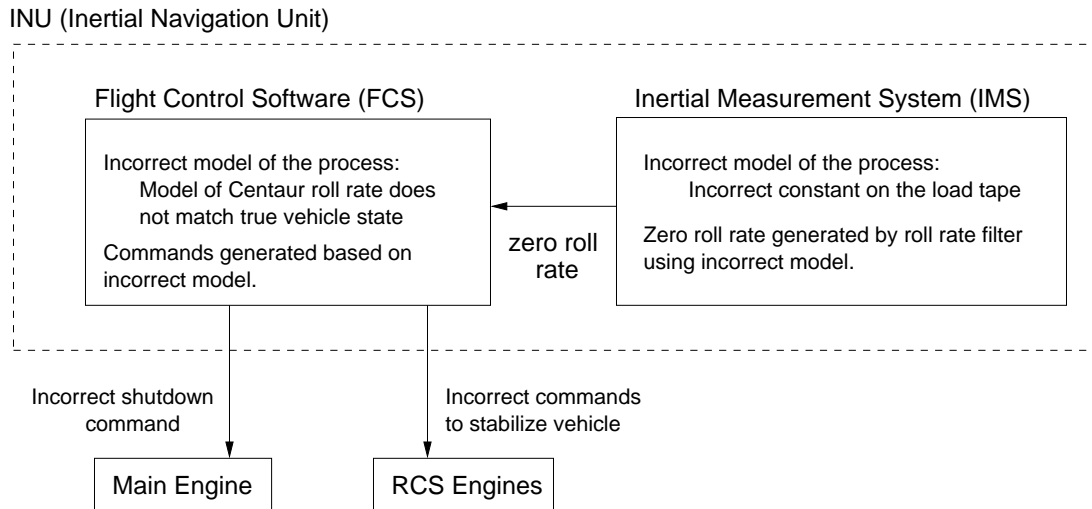 INU (Inertial Navigation Unit)
Flight Control Software (FCS)
Incorrect model of the process:
Model of Centaur roll rate does
not match true vehicle state
Commands generated based on
incorrect model.
zero roll
rate
Inertial Measurement System (IMS)
Incorrect model of the process:
Incorrect constant on the load tape
Zero roll rate generated by roll rate filter
using incorrect model.
Incorrect shutdown
command
Incorrect commands
to stabilize vehicle
Main Engine
RCS Engines